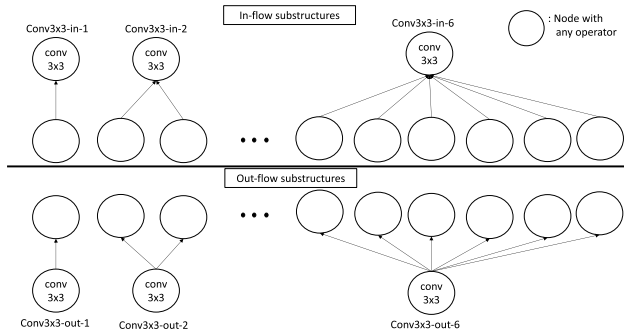 In-flow substructures
Conv3x3-in-1
Conv3x3-in-2
Conv3x3-in-6
: Node with
any operator
conv
3x3
conv
3x3
conv
3x3
Out-flow substructures
conv
3x3
conv
3x3
conv
3x3
Conv3x3-out-1
Conv3x3-out-2
Conv3x3-out-6